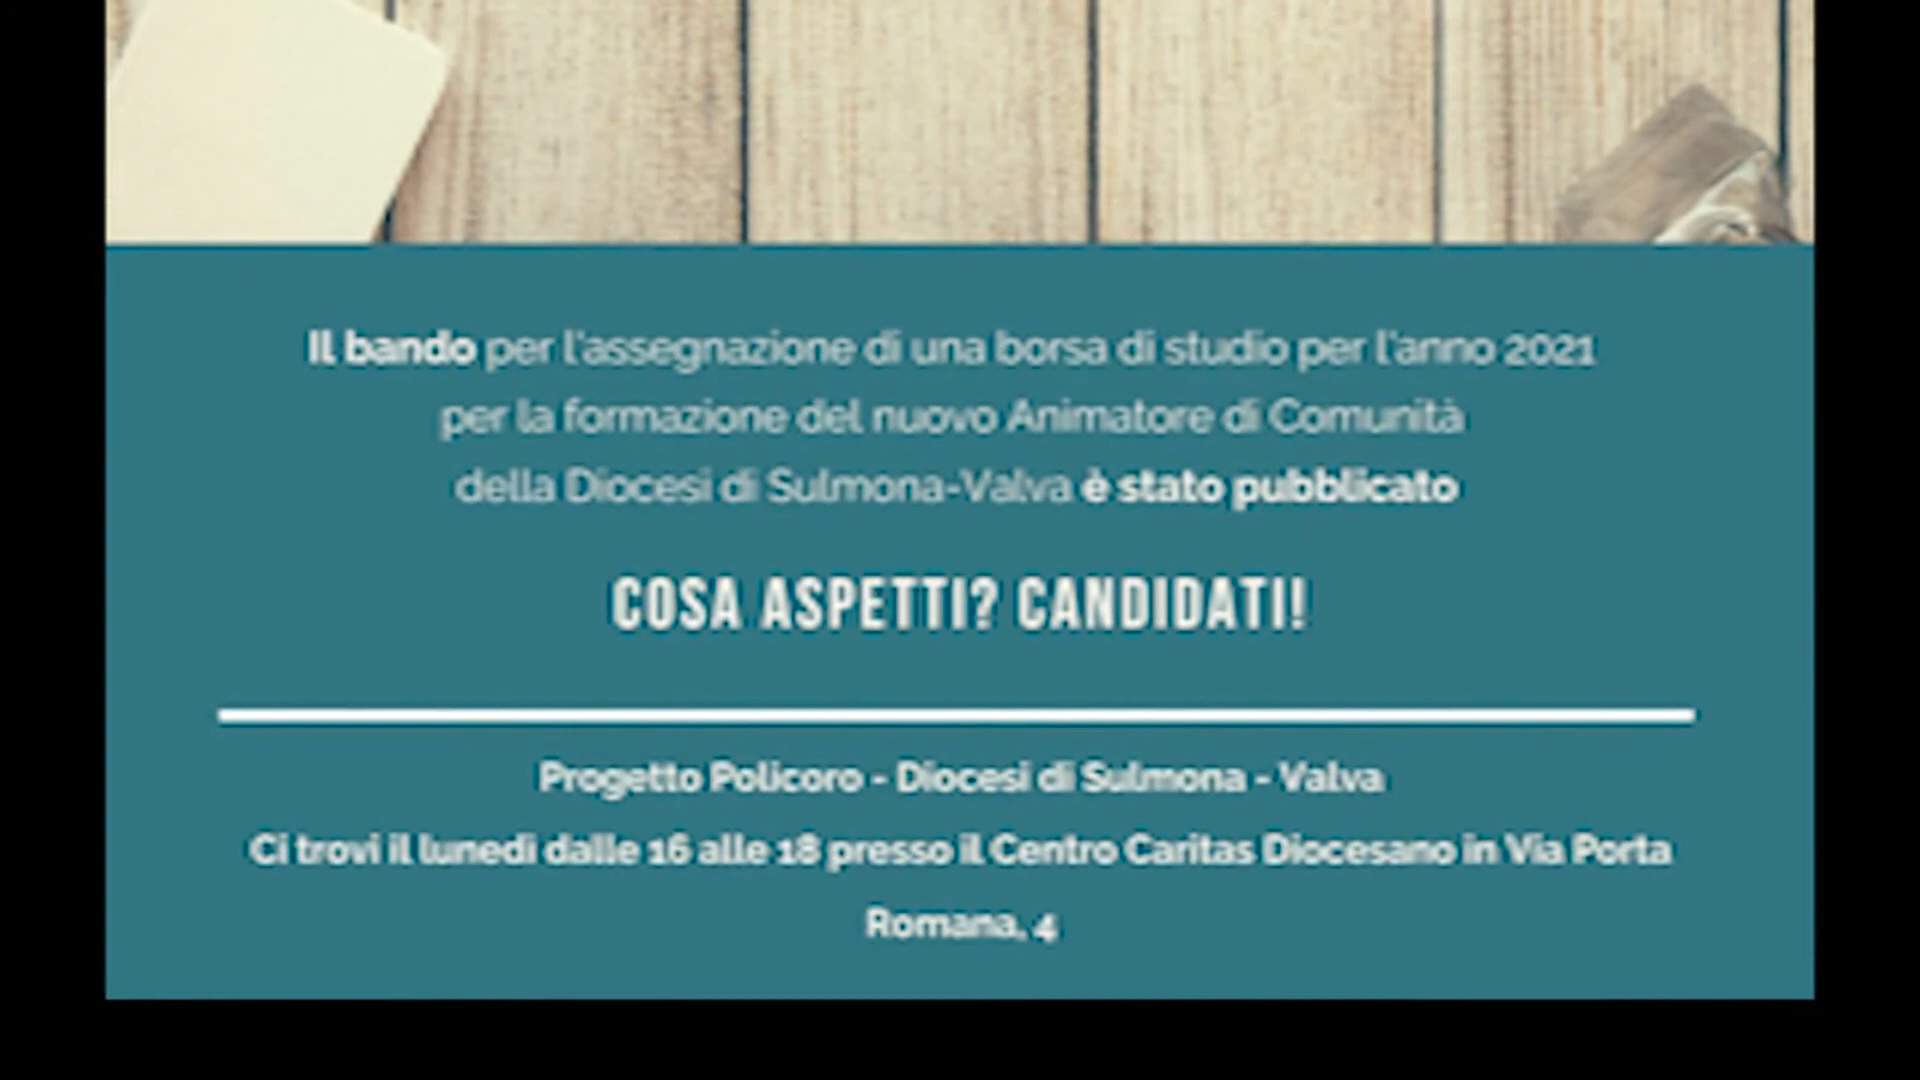 Il bando per l'assegnazione di una borsa di studio per l'anno 2021
per la formazione del nuovo Animatore di Comunità
della Diocesi di Sulmona-Valva è stato pubblicato
COSA ASPETTI? CANDIDATI!
Progetto Policoro - Diocesi di Sulmona - Valva
Ci trovi il lunedì dalle 16 alle 18 presso il Centro Caritas Diocesano in Via Porta
Romana, 4